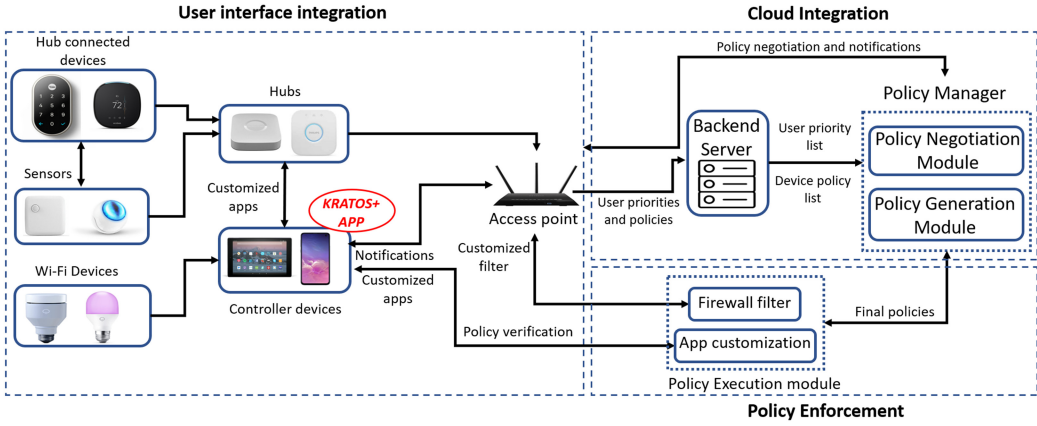 User interface integration
Cloud Integration
Hub connected
devices
72
Sensors
Wi-Fi Devices
Hubs
Customized
apps
KRATOS+
APP
Controller devices
Notifications
Customized
apps
Access point
Customized
filter
Policy verification
User priorities
and policies
Policy negotiation and notifications
Backend
Server
User priority
list
Device policy
list
Policy Manager
Policy Negotiation
Module
Policy Generation
Module
Firewall filter
App customization
Policy Execution module
Final policies
Policy Enforcement